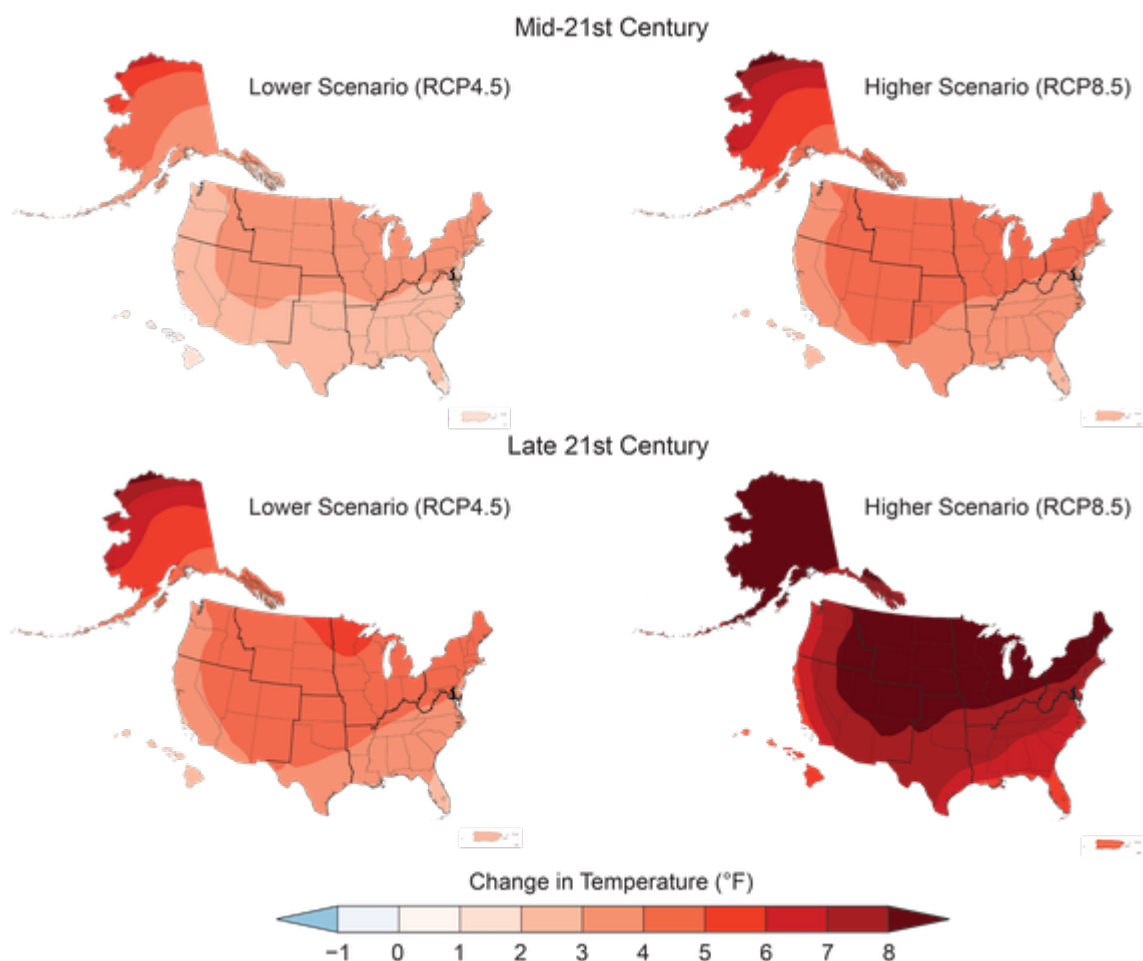 Mid-21st Century
Lower Scenario (RCP4.5)
Higher Scenario (RCP8.5)
Late 21st Century
Lower Scenario (RCP4.5)
Higher Scenario (RCP8.5)
Change in Temperature (°F)
−1 0 1 2 3 4 5 6 7 8